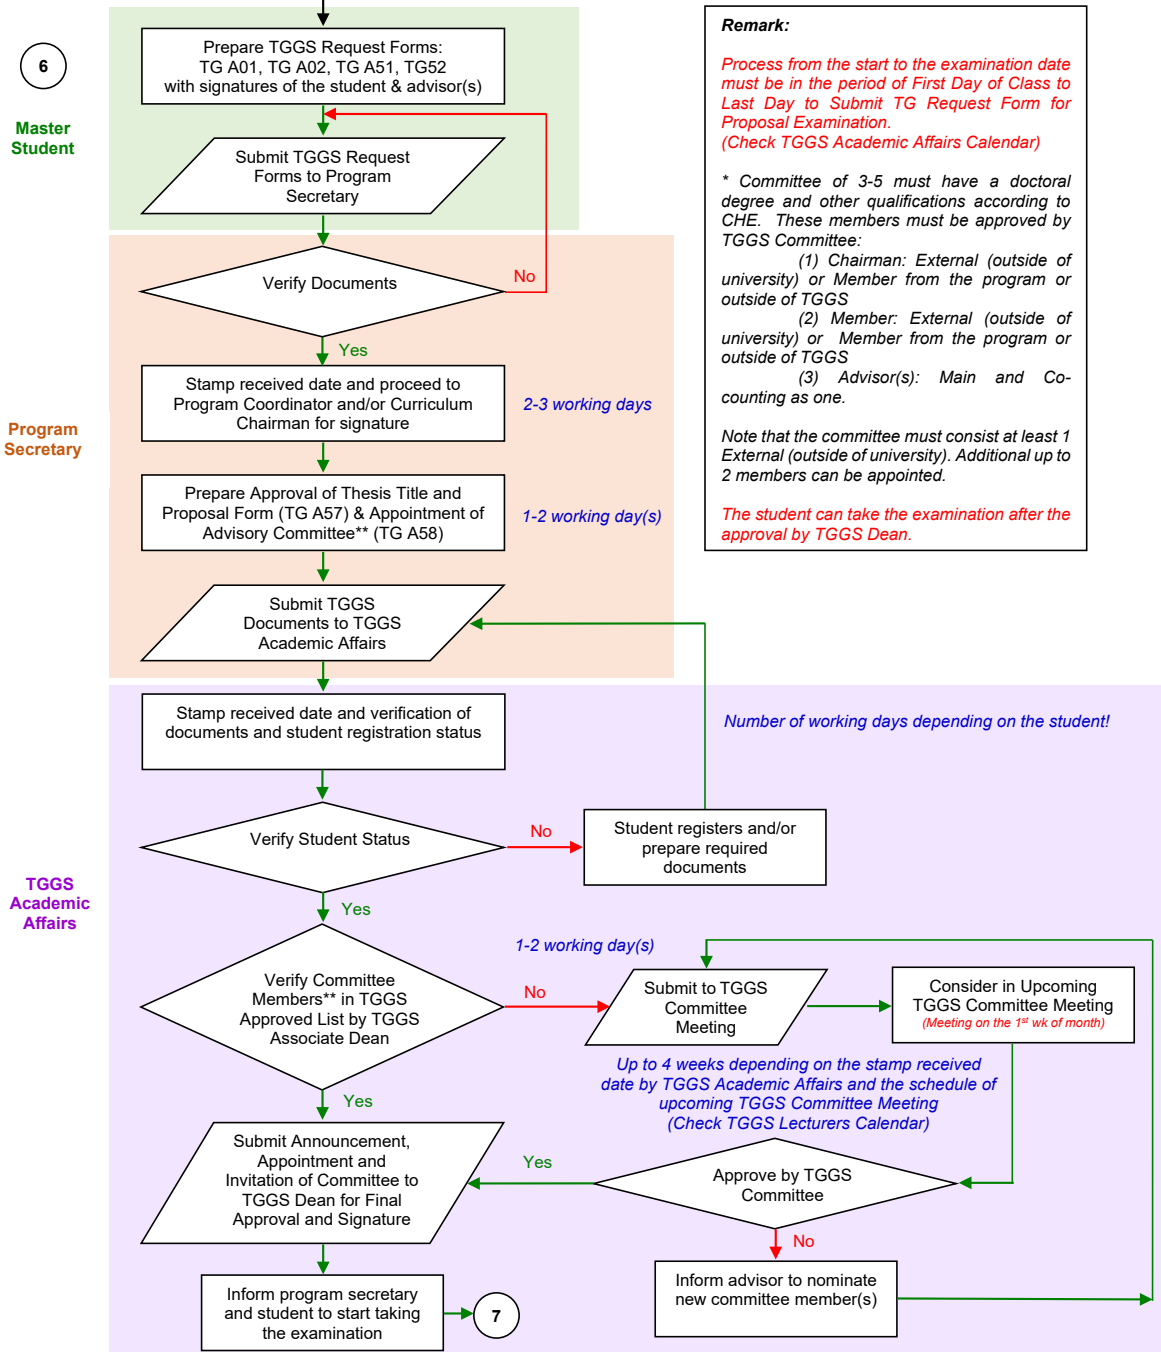 6
Master
Student
Prepare TGGS Request Forms:
TG A01, TG A02, TG A51, TG52
with signatures of the student & advisor(s)
Submit TGGS Request
Forms to Program
Secretary
Remark:
Process from the start to the examination date
must be in the period of First Day of Class to
Last Day to Submit TG Request Form for
Proposal Examination.
(Check TGGS Academic Affairs Calendar)
* Committee of 3-5 must have a doctoral
degree and other qualifications according to
CHE. These members must be approved by
TGGS Committee:
(1) Chairman: External (outside of
university) or Member from the program or
outside of TGGS
(2) Member: External (outside of
university) or Member from the program or
outside of TGGS
(3) Advisor(s): Main and Co-
counting as one.
Note that the committee must consist at least 1
External (outside of university). Additional up to
2 members can be appointed.
The student can take the examination after the
approval by TGGS Dean.
Program
Secretary
Verify Documents
No
Yes
Stamp received date and proceed to
Program Coordinator and/or Curriculum
Chairman for signature
2-3 working days
Prepare Approval of Thesis Title and
Proposal Form (TG A57) & Appointment of
Advisory Committee** (TG A58)
1-2 working day(s)
Submit TGGS
Documents to TGGS
Academic Affairs
TGGS
Academic
Affairs
Stamp received date and verification of
documents and student registration status
Number of working days depending on the student!
Verify Student Status
No
Student registers and/or
prepare required
documents
Yes
1-2 working day(s)
Verify Committee
Members** in TGGS
Approved List by TGGS
Associate Dean
No
Submit to TGGS
Committee
Meeting
Consider in Upcoming
TGGS Committee Meeting
(Meeting on the 1st wk of month)
Up to 4 weeks depending on the stamp received
date by TGGS Academic Affairs and the schedule of
upcoming TGGS Committee Meeting
(Check TGGS Lecturers Calendar)
Yes
Submit Announcement,
Appointment and
Invitation of Committee to
TGGS Dean for Final
Approval and Signature
Yes
Approve by TGGS
Committee
No
Inform advisor to nominate
new committee member(s)
Inform program secretary
and student to start taking
the examination
7